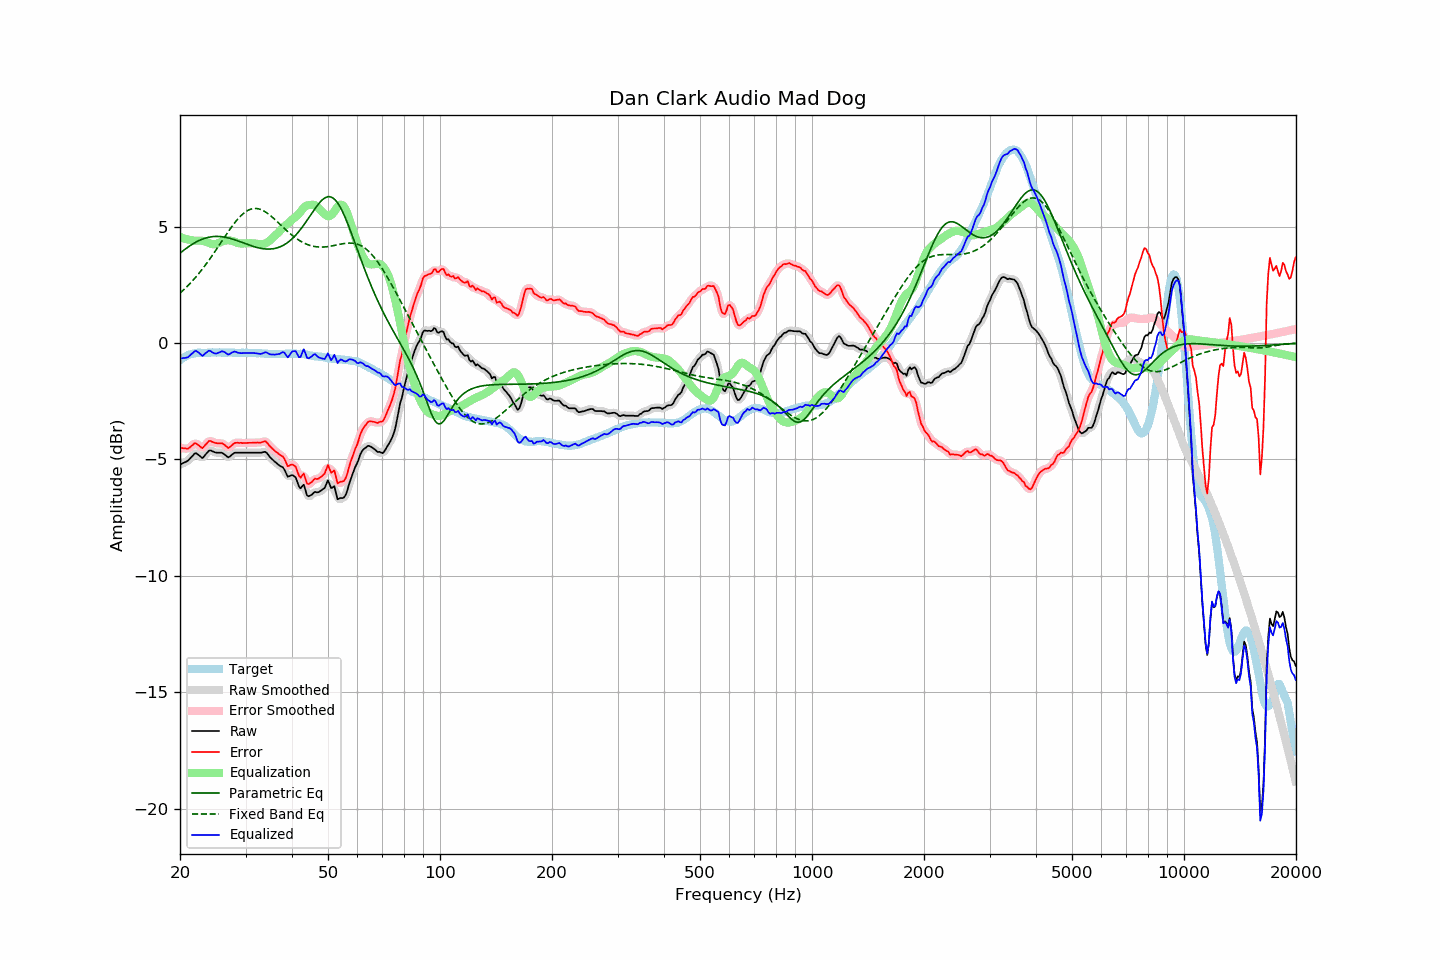 Dan Clark Audio Mad Dog
Amplitude (dBr)
5
0
−5
−10
−15
−20
Target
Raw Smoothed
Error Smoothed
Raw
Error
Equalization
Parametric Eq
Fixed Band Eq
Equalized
20 50 100 200 500 1000 2000 5000 10000 20000
Frequency (Hz)